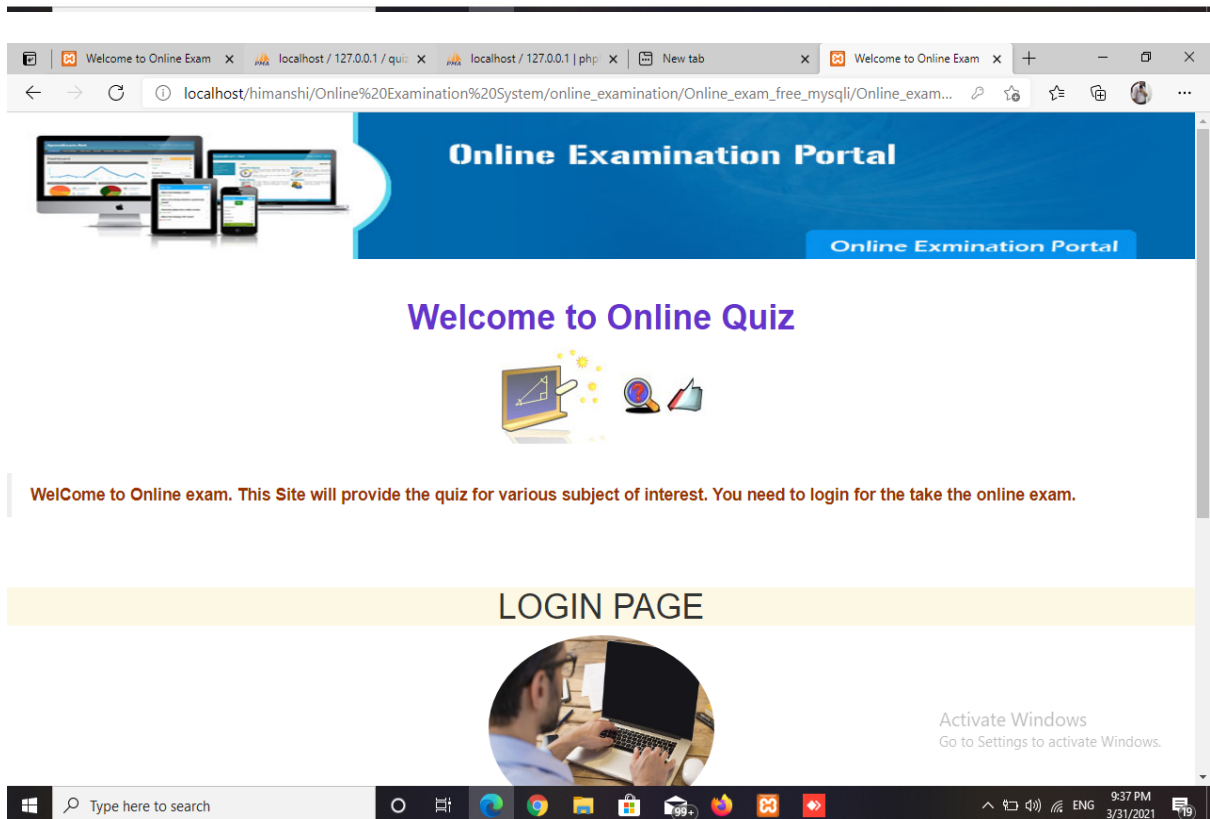 Welcome to Online Exam
localhost / 127.0.0.1 / qui
localhost / 127.0.0.1 | php
New tab
Welcome to Online Exam
localhost/himanshi/Online%20Examination%20System/online_examination/Online_exam_free_mysqli/Online_exam...
Online Examination Portal
Online Exmination Portal
Welcome to Online Quiz
WelCome to Online exam. This Site will provide the quiz for various subject of interest. You need to login for the take the online exam.
LOGIN PAGE
Activate Windows
Go to Settings to activate Windows.
Type here to search
99+
ENG
9:37 PM
3/31/2021
19